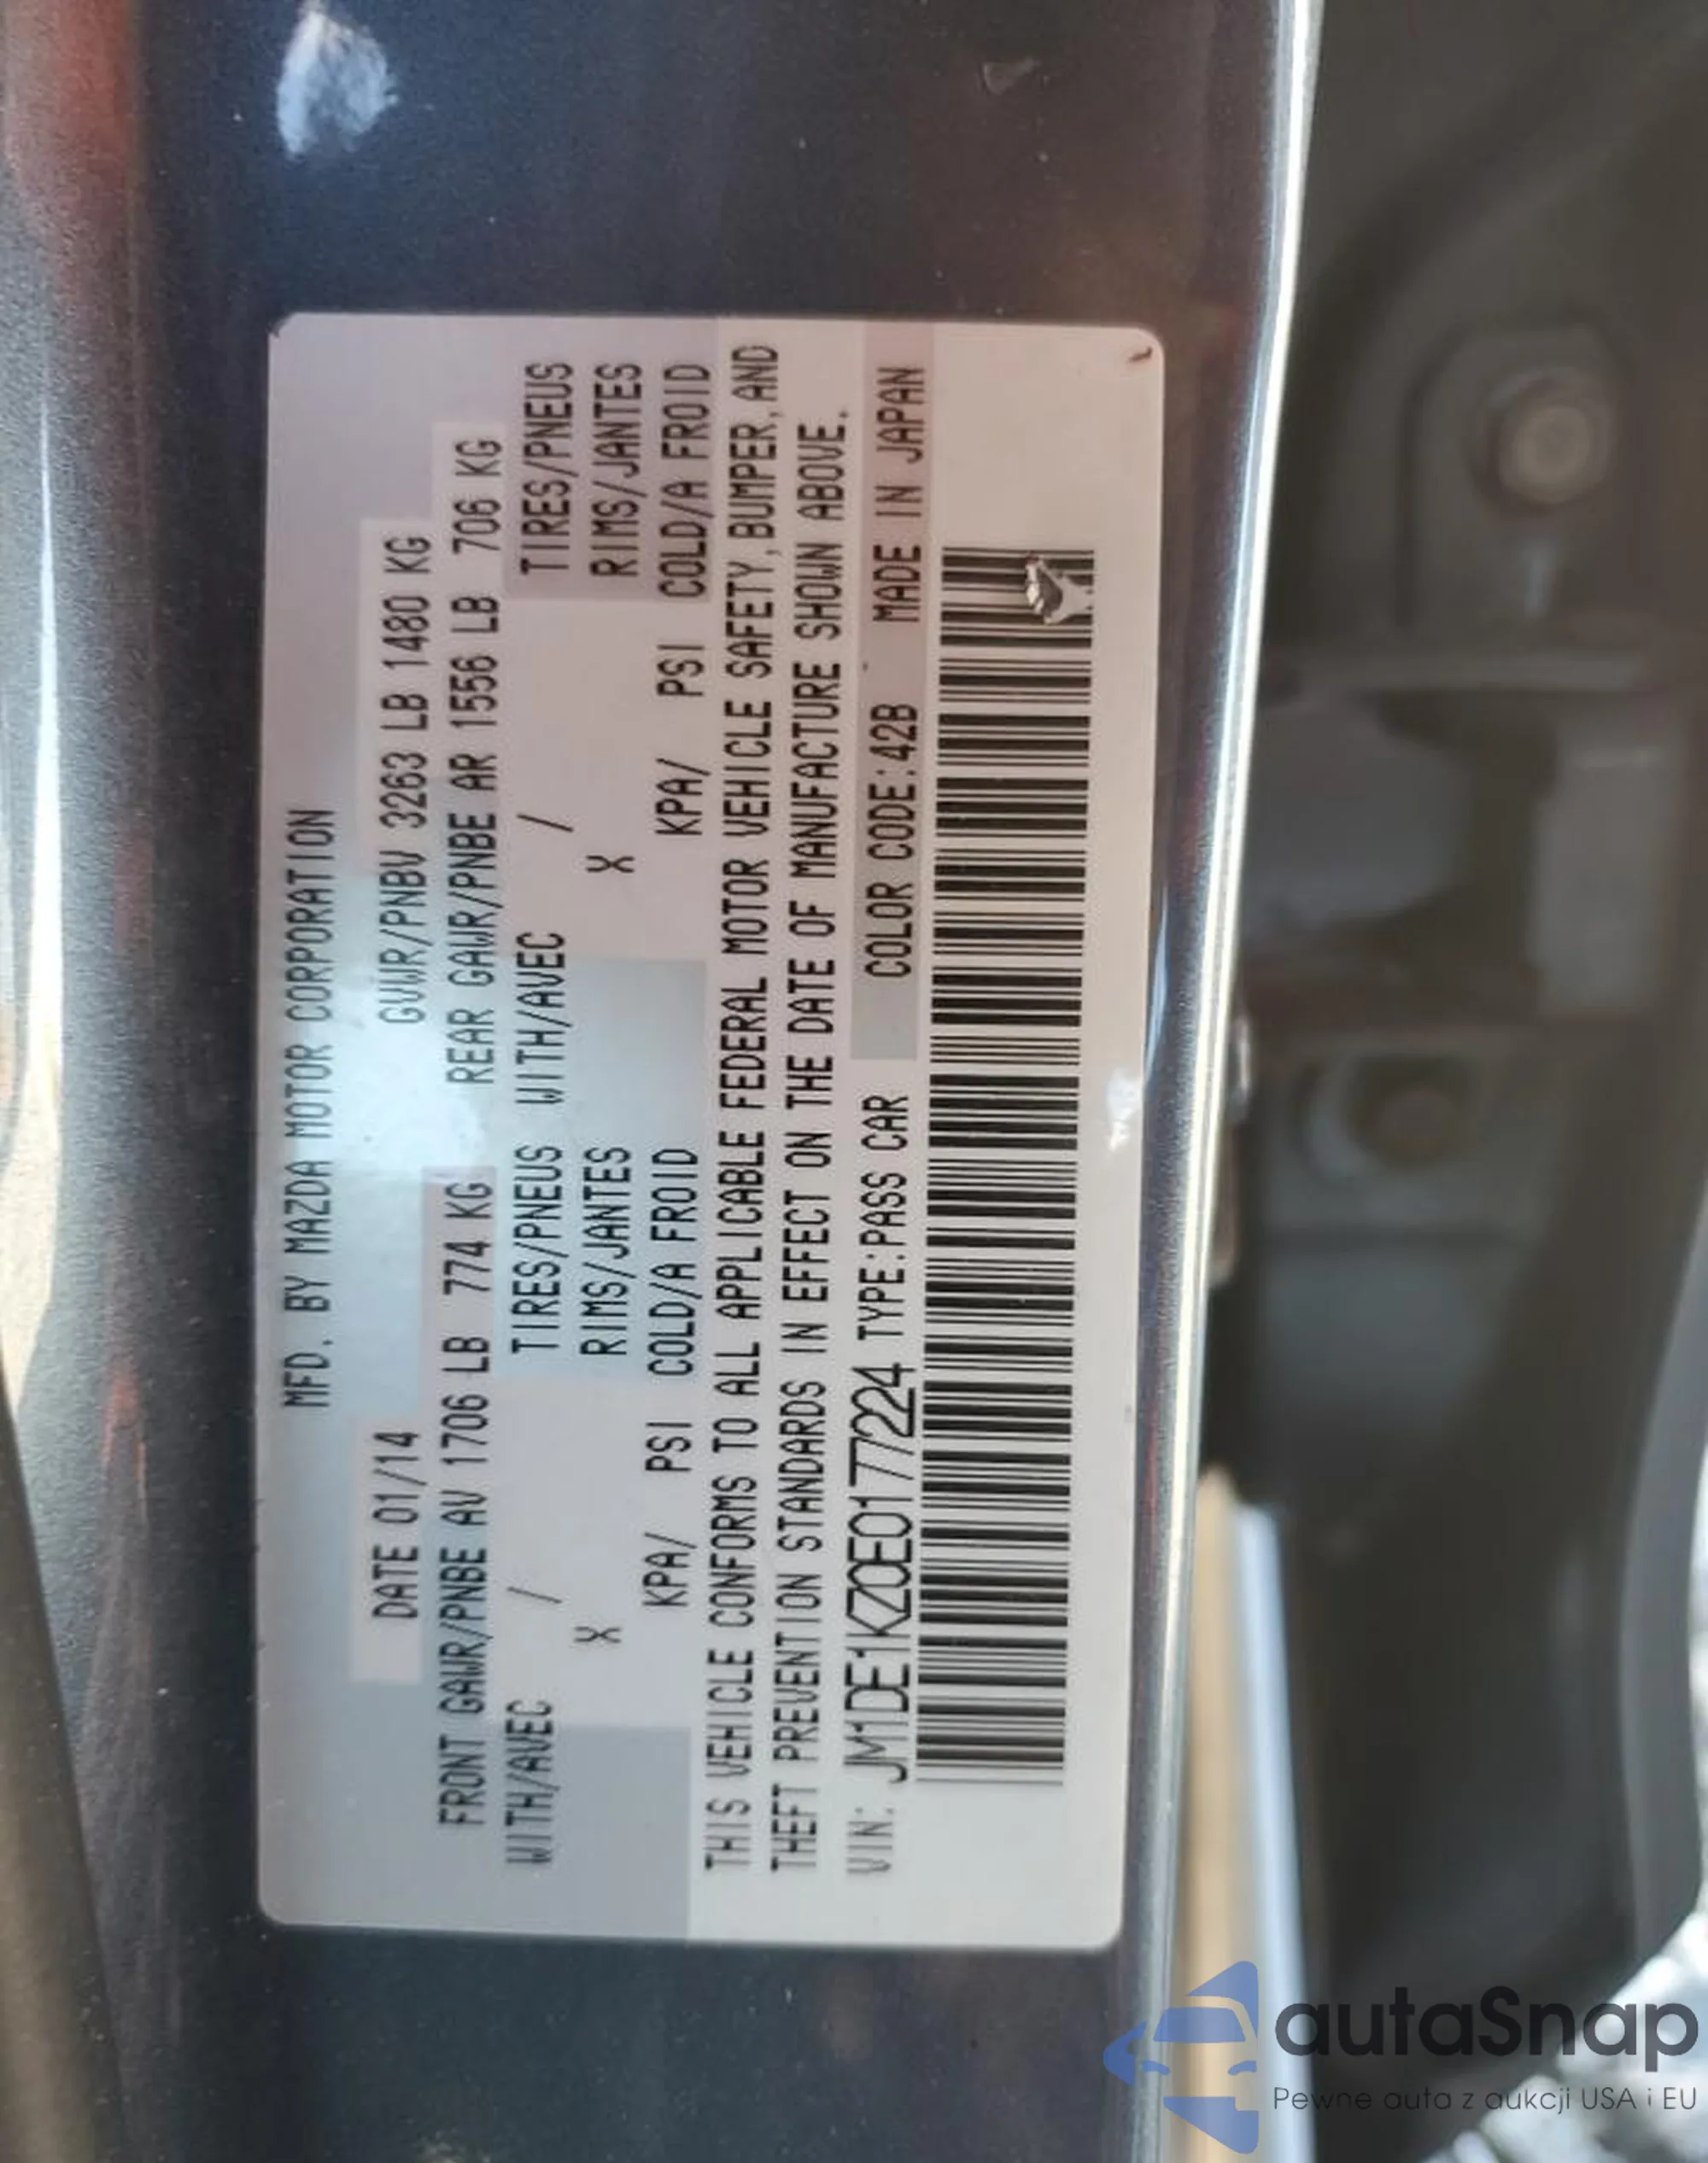 MFD. BY MAZDA MOTOR CORPORATION
DATE 01/14 GVWR/PNBV 3263 LB 1480 KG
FRONT GAWR/PNBE AV 1706 LB 774 KG REAR GAWR/PNBE AR 1556 LB 706 KG
WITH/AVEC / TIRES/PNEUS WITH/AVEC / TIRES/PNEUS
X RIMS/JANTES X RIMS/JANTES
KPA/ PSI COLD/A FROID KPA/ PSI COLD/A FROID
THIS VEHICLE CONFORMS TO ALL APPLICABLE FEDERAL MOTOR VEHICLE SAFETY,BUMPER,AND
THEFT PREVENTION STANDARDS IN EFFECT ON THE DATE OF MANUFACTURE SHOWN ABOVE.
VIN: JM1DE1KZ0E0177224 TYPE:PASS CAR COLOR CODE:42B MADE IN JAPAN
autaSnap
Pewne auta z aukcji USA i EU